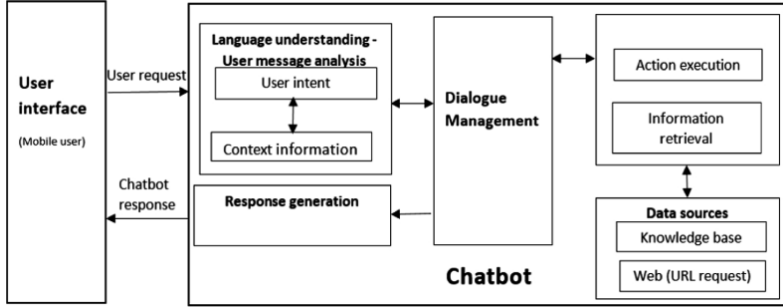 User
interface
(Mobile user)
User request
Chatbot
response
Language understanding -
User message analysis
User intent
Context information
Response generation
Dialogue
Management
Action execution
Information
retrieval
Data sources
Knowledge base
Web (URL request)
Chatbot